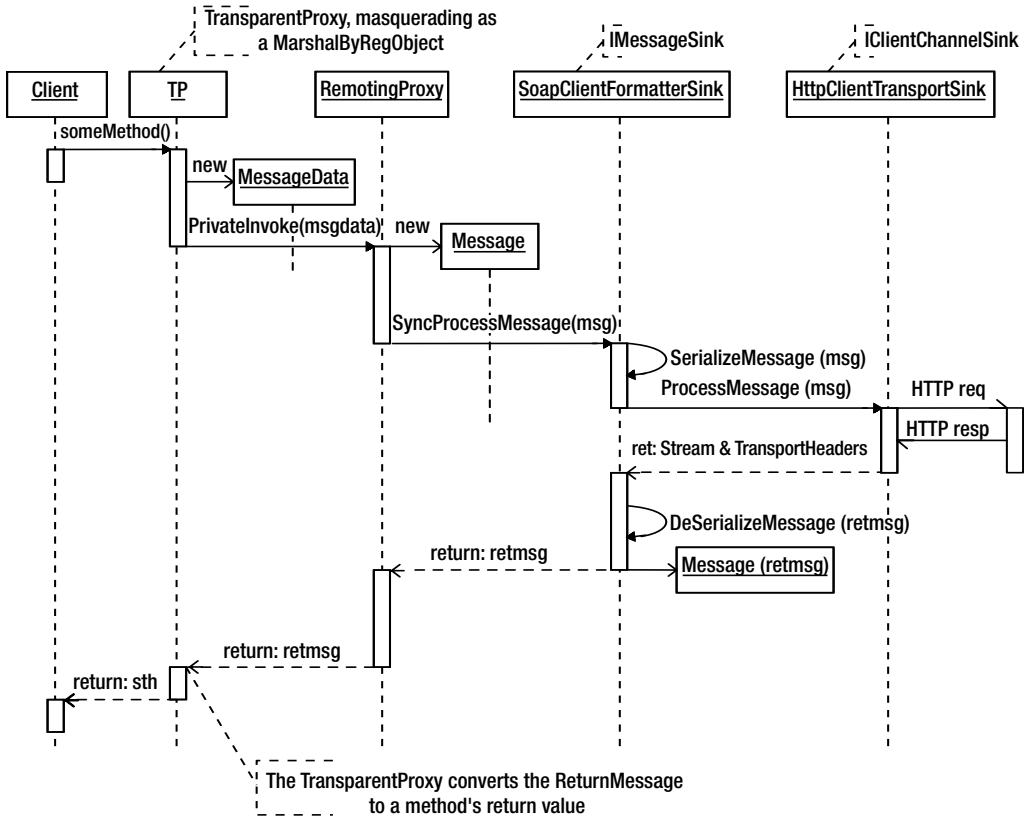 TransparentProxy, masquerading as
a MarshalByRegObject
IMessageSink
IClientChannelSink
Client
TP
RemotingProxy
SoapClientFormatterSink
HttpClientTransportSink
someMethod()
new
MessageData
PrivateInvoke(msgdata)
new
Message
SyncProcessMessage(msg)
SerializeMessage (msg)
ProcessMessage (msg)
HTTP req
HTTP resp
ret: Stream & TransportHeaders
DeSerializeMessage (retmsg)
return: retmsg
Message (retmsg)
return: retmsg
return: sth
The TransparentProxy converts the ReturnMessage
to a method's return value